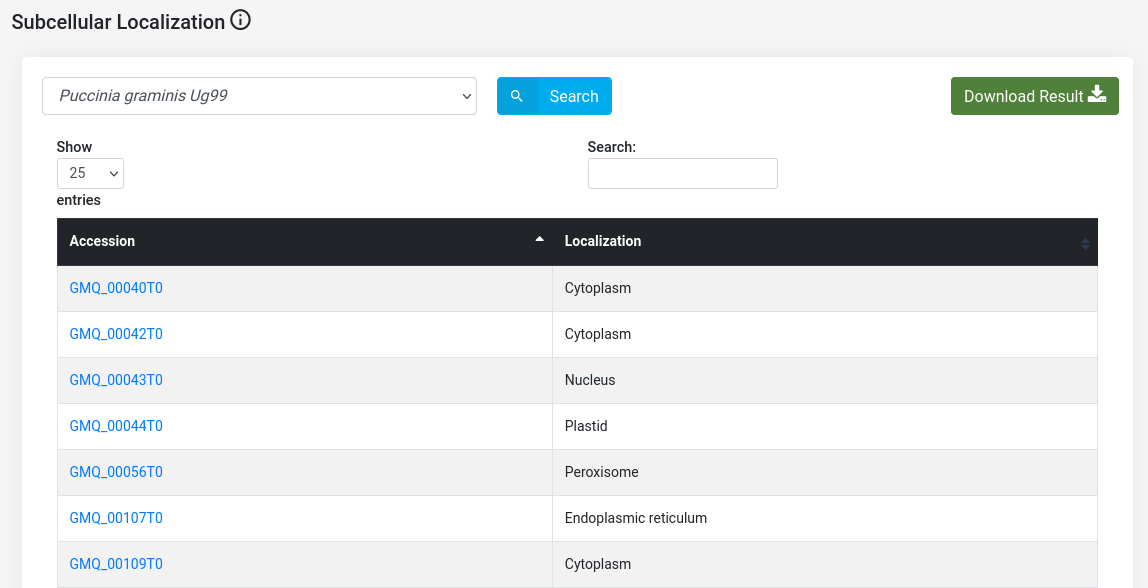 Subcellular Localization
Puccinia graminis Ug99
Search
Download Result
Show
25
entries
Search:
Accession Localization
GMQ_00040T0 Cytoplasm
GMQ_00042T0 Cytoplasm
GMQ_00043T0 Nucleus
GMQ_00044T0 Plastid
GMQ_00056T0 Peroxisome
GMQ_00107T0 Endoplasmic reticulum
GMQ_00109T0 Cytoplasm